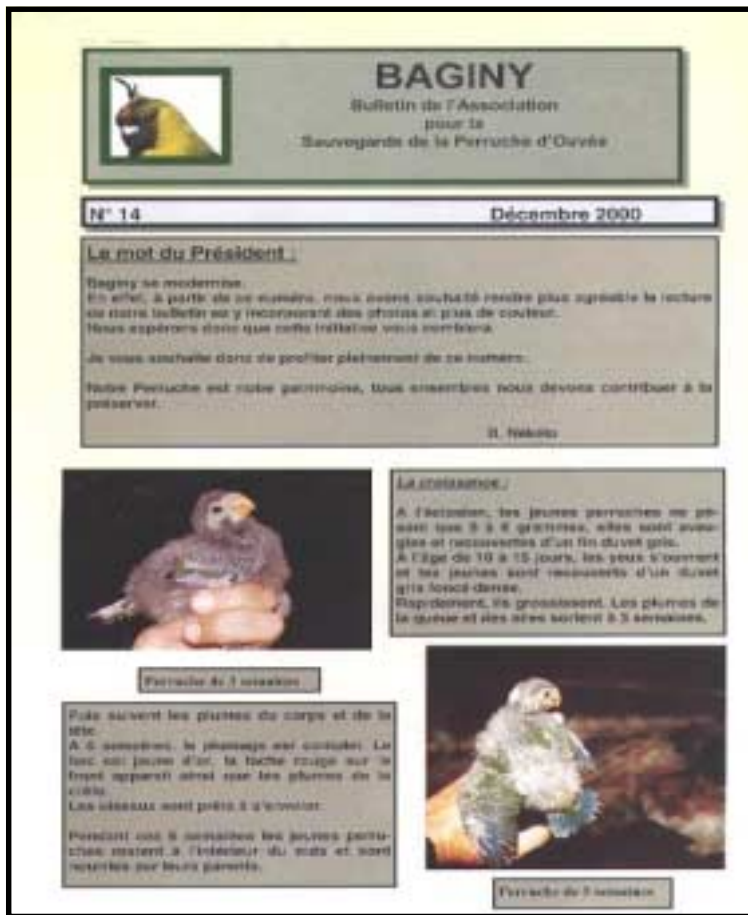 BAGINY
Bulletin de l'Association
pour la
Sauvegarde de la Perruche d'Ouvéa
N° 14 Décembre 2000
Le mot du Président :
Baginy se modernise.
En effet, à partir de ce numéro, nous avons souhaité rendre plus agréable la lecture
de notre bulletin en y incorporant des photos et plus de couleur.
Nous espérons donc que cette initiative vous comblera.
Je vous souhaite donc de profiter pleinement de ce numéro.
Notre Perruche est notre patrimoine, tous ensembles nous devons contribuer à la
préserver.
La croissance :
A l'éclosion, les jeunes perruches ne pè-
sent que 5 à 6 grammes, elles sont aveu-
gles et recouvertes d'un fin duvet gris.
A l'âge de 10 à 15 jours, les yeux s'ouvrent
et les jeunes sont recouverts d'un duvet
gris foncé dense.
Rapidement, ils grossissent. Les plumes de
la queue et des ailes sortent à 3 semaines.
Perruche de 3 semaines
Puis suivent les plumes du corps et de la
tête.
A 6 semaines, le plumage est complet. Le
bec est jaune d'or, la tache rouge sur le
front apparaît ainsi que les plumes de la
crête.
Les oiseaux sont prêts à s'envoler.
Pendant ces 6 semaines les jeunes perru-
ches restent à l'intérieur du nids et sont
nourries par leurs parents.
Perruche de 5 semaines